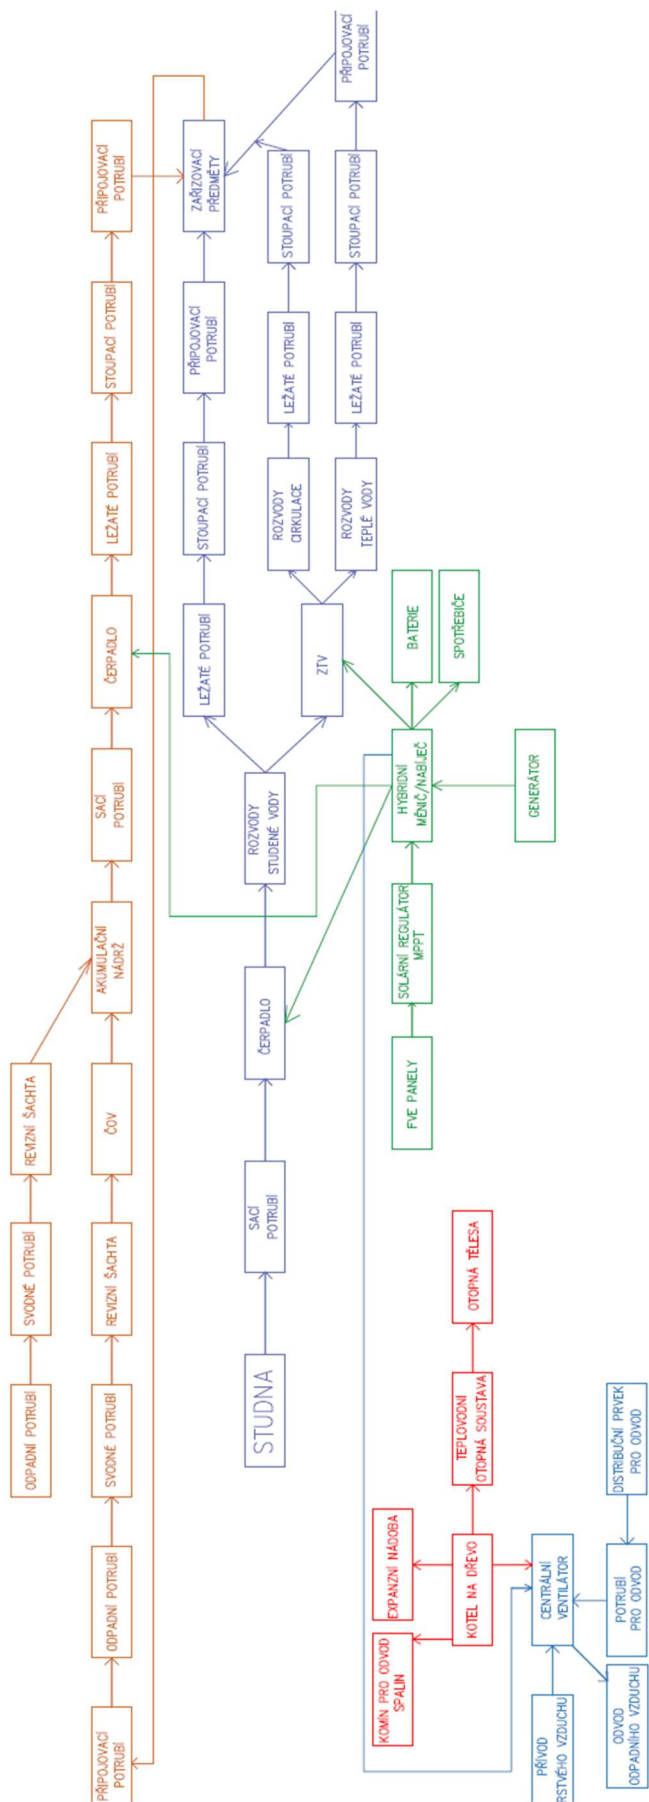 ODPADNÍ POTRUBÍ
SVODNÉ POTRUBÍ
REVIZNÍ ŠACHTA
PŘIPOJOVACÍ
POTRUBÍ
ODPADNÍ POTRUBÍ
SVODNÉ POTRUBÍ
REVIZNÍ ŠACHTA
ČOV
AKUMULAČNÍ
NÁDRŽ
SACÍ
POTRUBÍ
ČERPADLO
LEŽATÉ POTRUBÍ
STOUPACÍ POTRUBÍ
PŘIPOJOVACÍ
POTRUBÍ
LEŽATÉ POTRUBÍ
STOUPACÍ POTRUBÍ
PŘIPOJOVACÍ
POTRUBÍ
ZAŘIZOVACÍ
PŘEDMĚTY
STUDNA
SACÍ
POTRUBÍ
ČERPADLO
ROZVODY
STUDENÉ VODY
ZTV
ROZVODY
CIRKULACE
LEŽATÉ POTRUBÍ
STOUPACÍ POTRUBÍ
ROZVODY
TEPLÉ VODY
LEŽATÉ POTRUBÍ
STOUPACÍ POTRUBÍ
PŘIPOJOVACÍ
POTRUBÍ
FVE PANELY
SOLÁRNÍ REGULÁTOR
MPPT
HYBRIDNÍ
MĚNIČ/NABÍJEČ
BATERIE
SPOTŘEBIČE
GENERÁTOR
KOMÍN PRO ODVOD
SPALIN
EXPANZNÍ NÁDOBA
KOTEL NA DŘEVO
TEPLOVODNÍ
OTOPNÁ SOUSTAVA
OTOPNÁ TĚLESA
PŘÍVOD
RSTVÉHO VZDUCHU
CENTRÁLNÍ
VENTILÁTOR
ODVOD
ODPADNÍHO VZDUCHU
POTRUBÍ
PRO ODVOD
DISTRIBUČNÍ PRVEK
PRO ODVOD